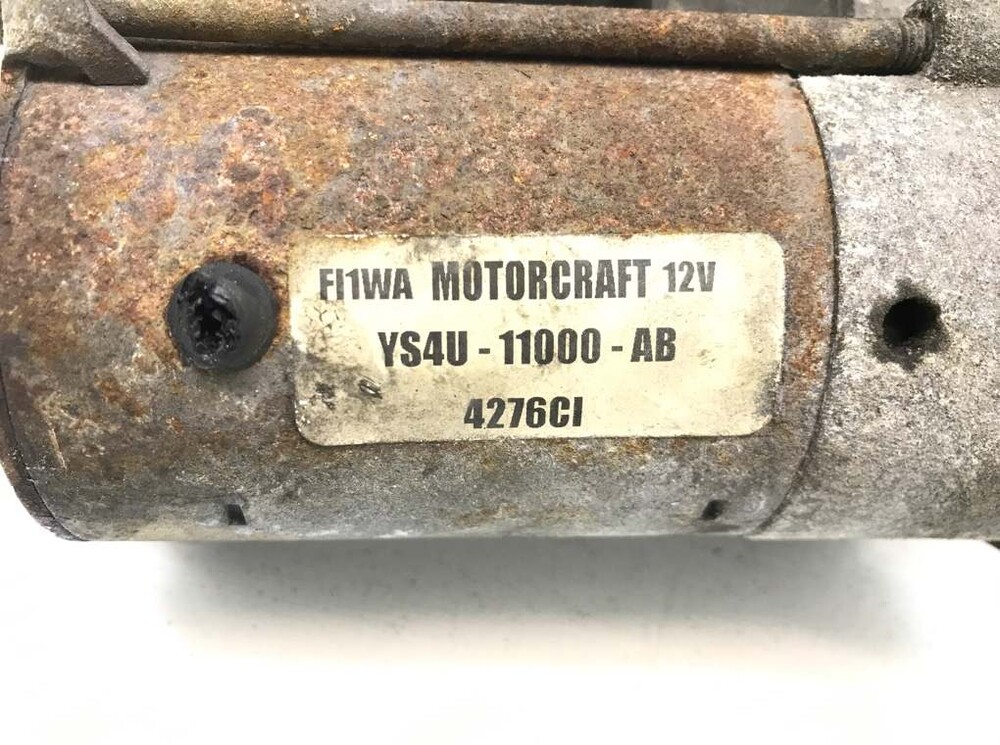 FI1WA MOTORCRAFT 12V
YS4U - 11000 - AB
4276CI